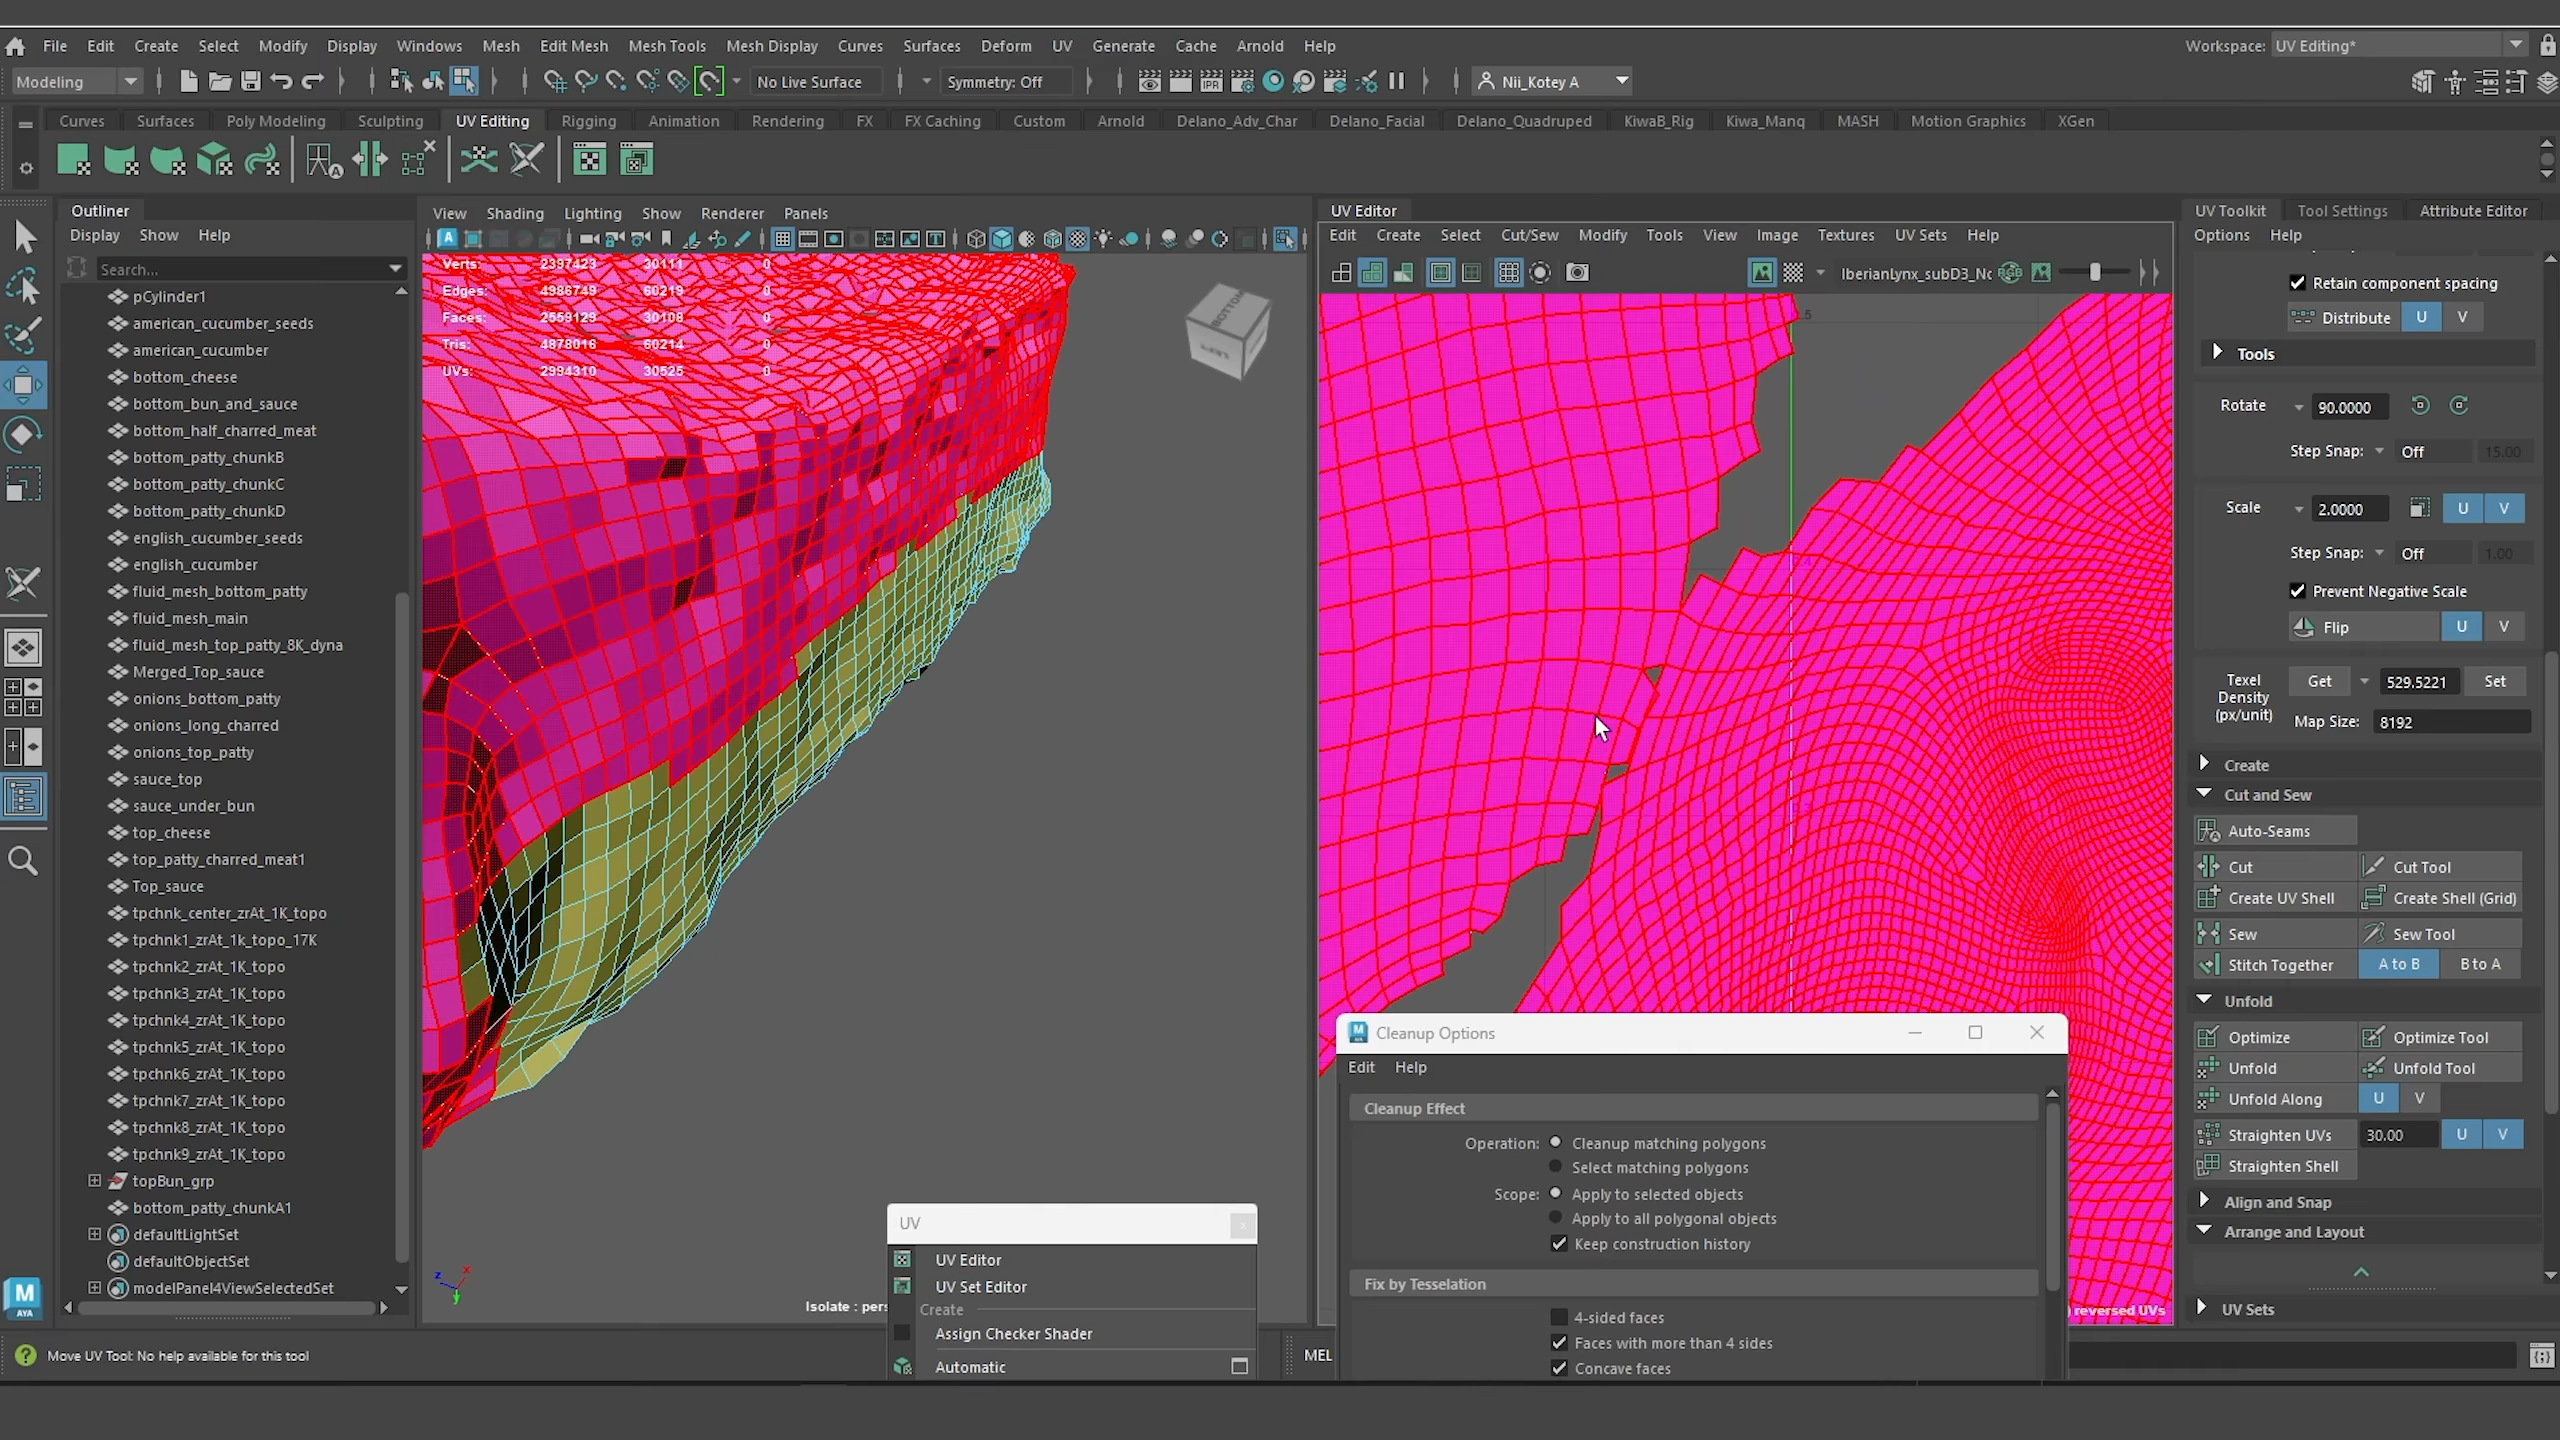 File Edit Create Select Modify Display Windows Mesh Edit Mesh Mesh Tools Mesh Display Curves Surfaces Deform UV Generate Cache Arnold Help Workspace: UV Editing*
Modeling No Live Surface Symmetry: Off Nii_Kotey A
Curves Surfaces Poly Modeling Sculpting UV Editing Rigging Animation Rendering FX FX Caching Custom Arnold Delano_Adv_Char Delano_Facial Delano_Quadruped KiwaB_Rig Kiwa_Manq MASH Motion Graphics XGen
Outliner
Display Show Help
Search...
pCylinder1
american_cucumber_seeds
american_cucumber
bottom_cheese
bottom_bun_and_sauce
bottom_half_charred_meat
bottom_patty_chunkB
bottom_patty_chunkC
bottom_patty_chunkD
english_cucumber_seeds
english_cucumber
fluid_mesh_bottom_patty
fluid_mesh_main
fluid_mesh_top_patty_8K_dyna
Merged_Top_sauce
onions_bottom_patty
onions_long_charred
onions_top_patty
sauce_top
sauce_under_bun
top_cheese
top_patty_charred_meat1
Top_sauce
tpchnk_center_zrAt_1K_topo
tpchnk1_zrAt_1k_topo_17K
tpchnk2_zrAt_1K_topo
tpchnk3_zrAt_1K_topo
tpchnk4_zrAt_1K_topo
tpchnk5_zrAt_1K_topo
tpchnk6_zrAt_1K_topo
tpchnk7_zrAt_1K_topo
tpchnk8_zrAt_1K_topo
tpchnk9_zrAt_1K_topo
topBun_grp
bottom_patty_chunkA1
defaultLightSet
defaultObjectSet
modelPanel4ViewSelectedSet
View Shading Lighting Show Renderer Panels
Verts: 2397423 30111 0
Edges: 4986749 60219 0
Faces: 2559129 30108 0
Tris: 4878016 60214 0
UVs: 2994310 30525 0
BOTTOM
LEFT
z x
y
Isolate : pers
UV
UV Editor
UV Set Editor
Create
Assign Checker Shader
Automatic
UV Editor
Edit Create Select Cut/Sew Modify Tools View Image Textures UV Sets Help
IberianLynx_subD3_Nc
Cleanup Options
Edit Help
Cleanup Effect
Operation: Cleanup matching polygons
Select matching polygons
Scope: Apply to selected objects
Apply to all polygonal objects
Keep construction history
Fix by Tesselation
4-sided faces
Faces with more than 4 sides
Concave faces
reversed UVs
UV Toolkit Tool Settings Attribute Editor
Options Help
Retain component spacing
Distribute U V
Tools
Rotate 90.0000
Step Snap: Off 15.00
Scale 2.0000 U V
Step Snap: Off 1.00
Prevent Negative Scale
Flip U V
Texel Density (px/unit) Get 529.5221 Set
Map Size: 8192
Create
Cut and Sew
Auto-Seams
Cut Cut Tool
Create UV Shell Create Shell (Grid)
Sew Sew Tool
Stitch Together A to B B to A
Unfold
Optimize Optimize Tool
Unfold Unfold Tool
Unfold Along U V
Straighten UVs 30.00 U V
Straighten Shell
Align and Snap
Arrange and Layout
UV Sets
M
AYA
Move UV Tool: No help available for this tool
MEL